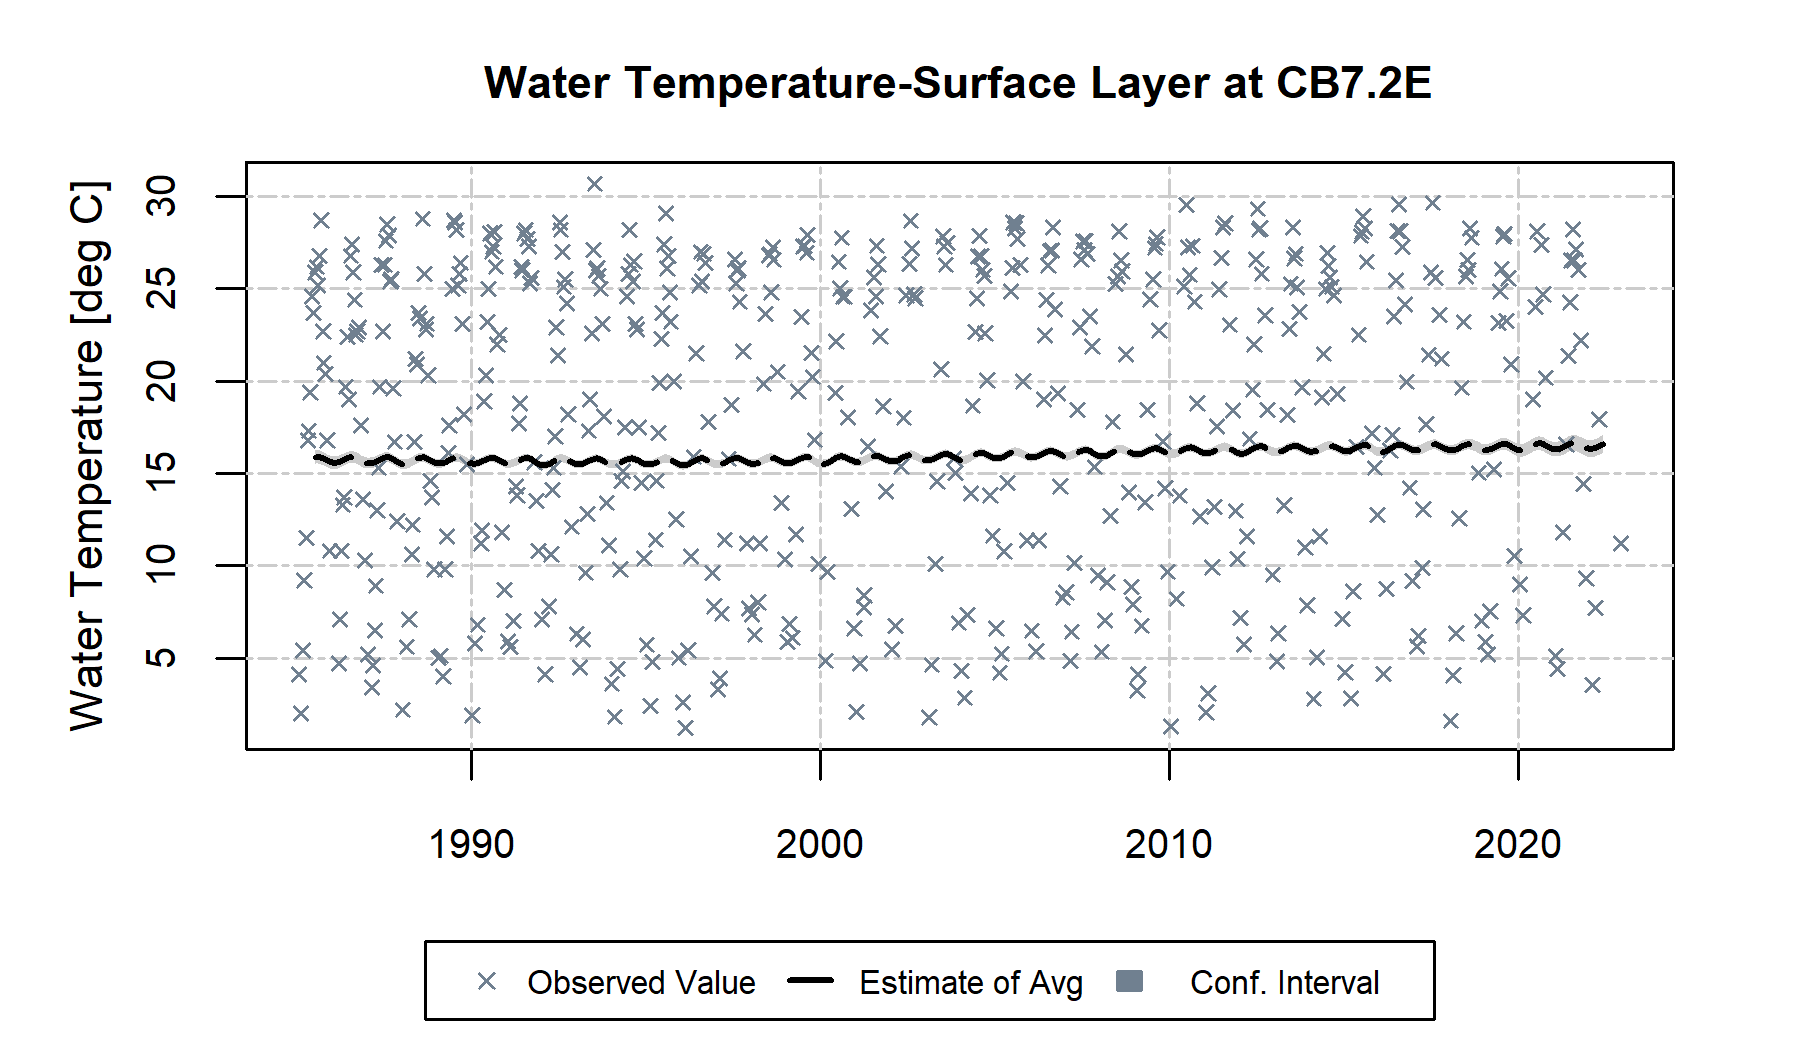 Water Temperature-Surface Layer at CB7.2E
Water Temperature [deg C]
30
25
20
15
10
5
1990 2000 2010 2020
Observed Value Estimate of Avg Conf. Interval